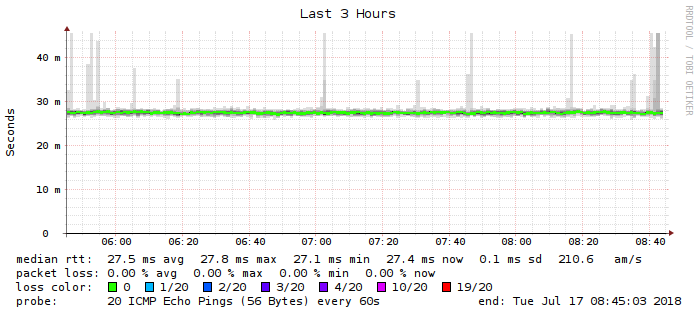 Last 3 Hours
RRDTOOL / TOBI OETIKER
Seconds
40 m
30 m
20 m
10 m
0
06:00 06:20 06:40 07:00 07:20 07:40 08:00 08:20 08:40
median rtt: 27.5 ms avg 27.8 ms max 27.1 ms min 27.4 ms now 0.1 ms sd 210.6 am/s
packet loss: 0.00 % avg 0.00 % max 0.00 % min 0.00 % now
loss color: 0 1/20 2/20 3/20 4/20 10/20 19/20
probe: 20 ICMP Echo Pings (56 Bytes) every 60s end: Tue Jul 17 08:45:03 2018